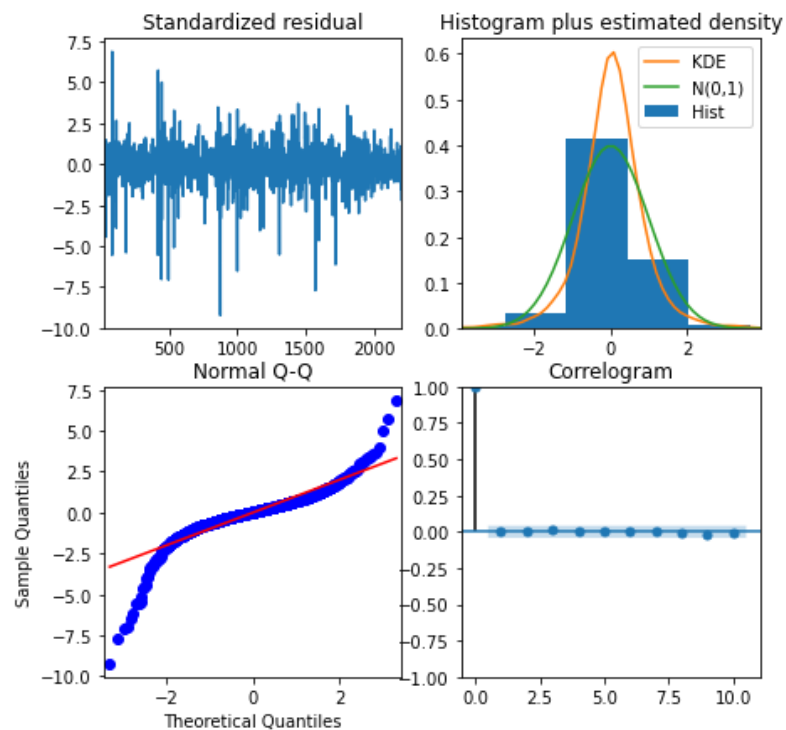 Standardized residual
7.5
5.0
2.5
0.0
−2.5
−5.0
−7.5
−10.0
500 1000 1500 2000
Histogram plus estimated density
0.6
0.5
0.4
0.3
0.2
0.1
0.0
−2 0 2
KDE
N(0,1)
Hist
Normal Q-Q
Sample Quantiles
7.5
5.0
2.5
0.0
−2.5
−5.0
−7.5
−10.0
−2 0 2
Theoretical Quantiles
Correlogram
1.00
0.75
0.50
0.25
0.00
−0.25
−0.50
−0.75
−1.00
0.0 2.5 5.0 7.5 10.0